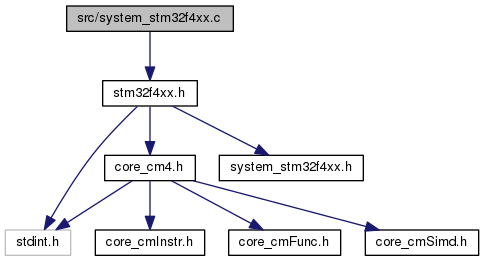 src/system_stm32f4xx.c
stm32f4xx.h
core_cm4.h
system_stm32f4xx.h
stdint.h
core_cmInstr.h
core_cmFunc.h
core_cmSimd.h